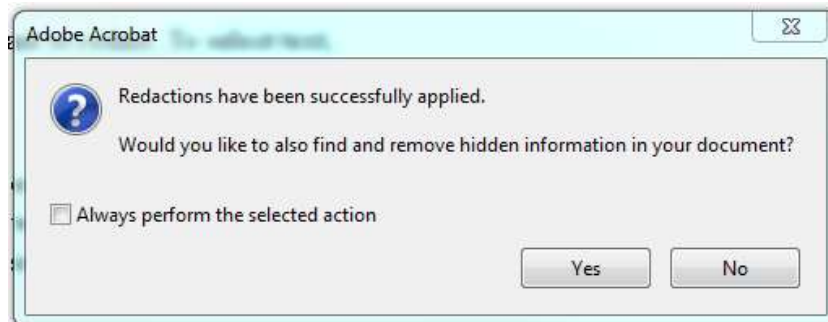 Adobe Acrobat
Redactions have been successfully applied.
Would you like to also find and remove hidden information in your document?
Always perform the selected action
Yes No